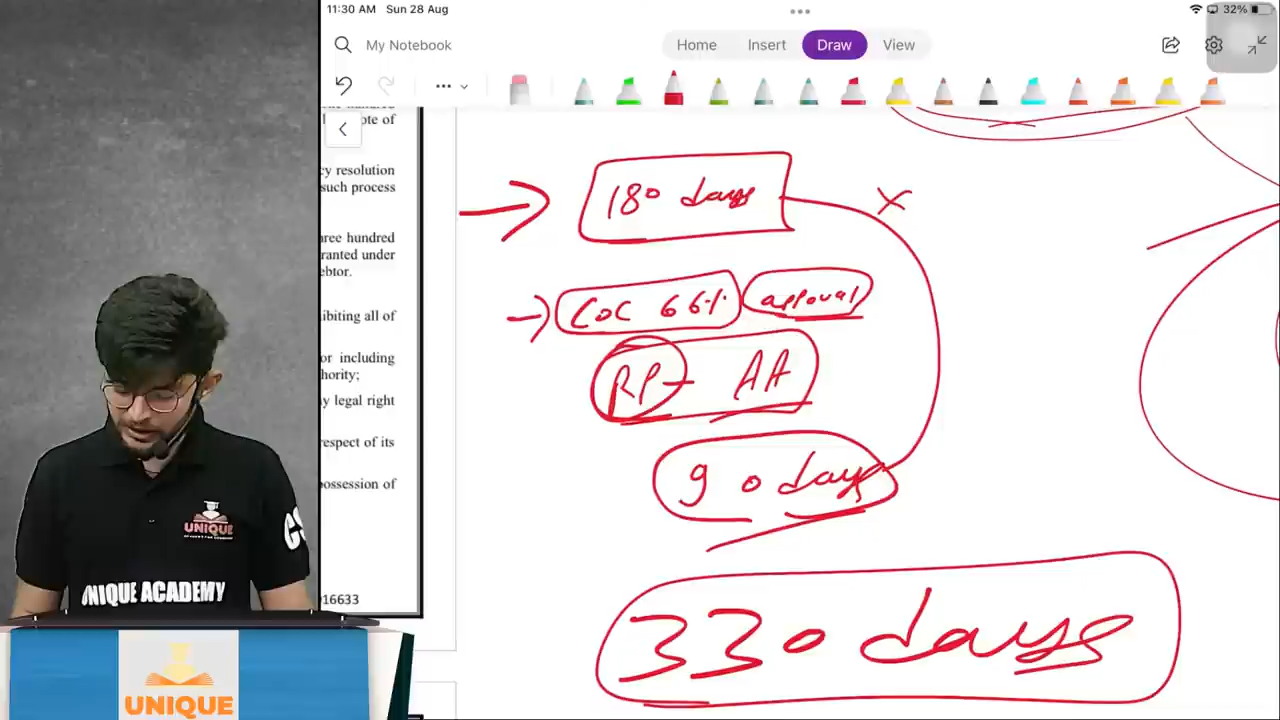 11:30 AM Sun 28 Aug
32%
My Notebook
Home Insert Draw View
ote of
cy resolution
such process
ree hundred
ranted under
ebtor.
ibiting all of
or including
hority;
y legal right
respect of its
ossession of
16633
180 days
X
COC 66% approval
RP - AA
90 days
330 days
UNIQUE
UNIQUE ACADEMY
CS
UNIQUE